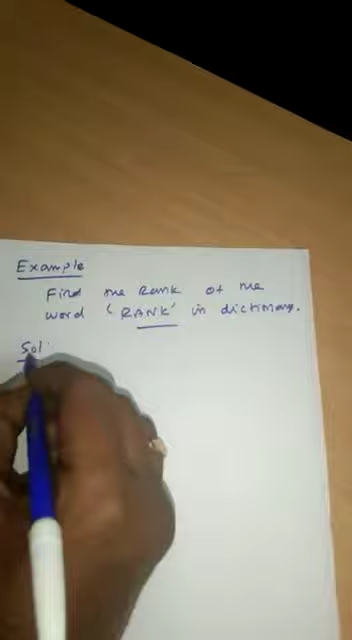 Example
Find the Rank of the
word 'RANK' in dictionary.
Sol: